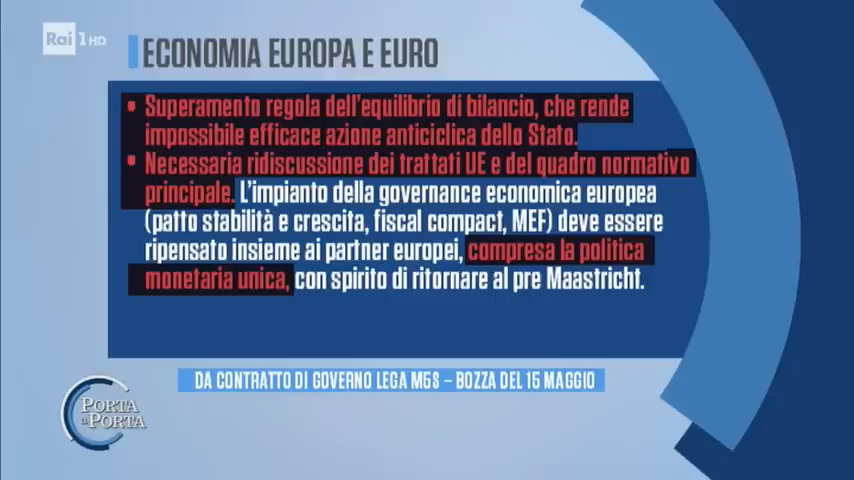 Rai 1 HD
ECONOMIA EUROPA E EURO
• Superamento regola dell'equilibrio di bilancio, che rende
impossibile efficace azione anticiclica dello Stato.
• Necessaria ridiscussione dei trattati UE e del quadro normativo
principale. L'impianto della governance economica europea
(patto stabilità e crescita, fiscal compact, MEF) deve essere
ripensato insieme ai partner europei, compresa la politica
monetaria unica, con spirito di ritornare al pre Maastricht.
DA CONTRATTO DI GOVERNO LEGA M5S – BOZZA DEL 15 MAGGIO
PORTA
a PORTA